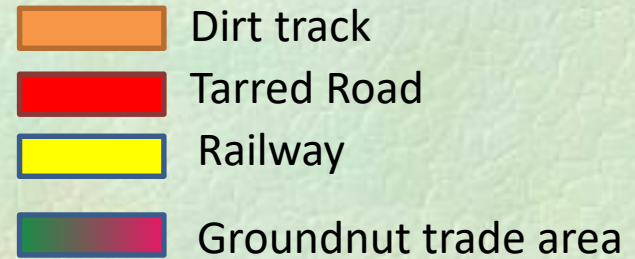 Dirt track
Tarred Road
Railway
Groundnut trade area